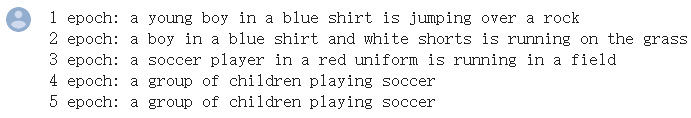 1 epoch: a young boy in a blue shirt is jumping over a rock
2 epoch: a boy in a blue shirt and white shorts is running on the grass
3 epoch: a soccer player in a red uniform is running in a field
4 epoch: a group of children playing soccer
5 epoch: a group of children playing soccer